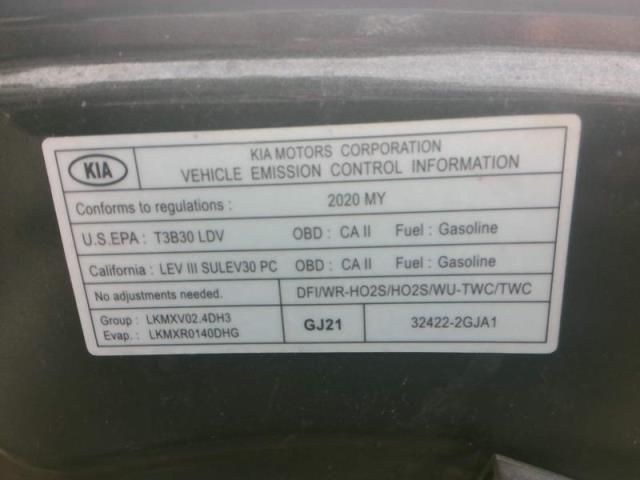 KIA
KIA MOTORS CORPORATION
VEHICLE EMISSION CONTROL INFORMATION
Conforms to regulations : 2020 MY
U.S.EPA : T3B30 LDV OBD : CA II Fuel : Gasoline
California : LEV III SULEV30 PC OBD : CA II Fuel : Gasoline
No adjustments needed. DFI/WR-HO2S/HO2S/WU-TWC/TWC
Group : LKMXV02.4DH3
Evap. : LKMXR0140DHG
GJ21
32422-2GJA1